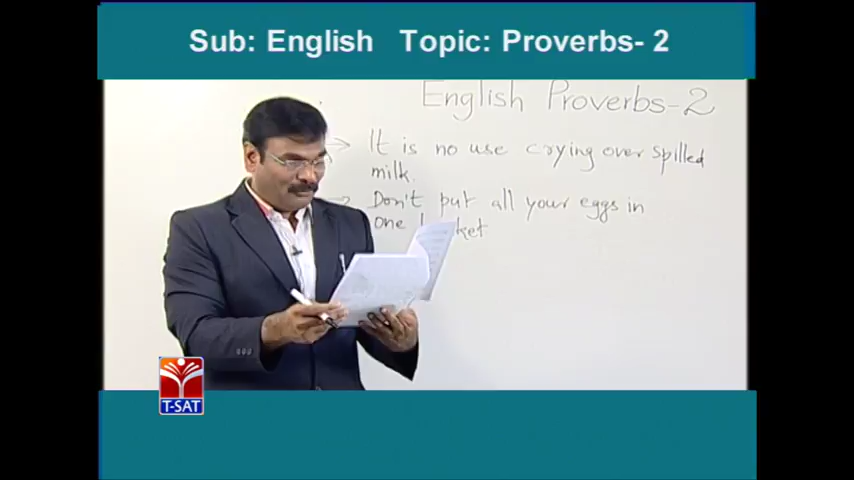 Sub: English Topic: Proverbs- 2
English Proverbs-2
It is no use crying over spilled
milk.
Don't put all your eggs in
one
T-SAT